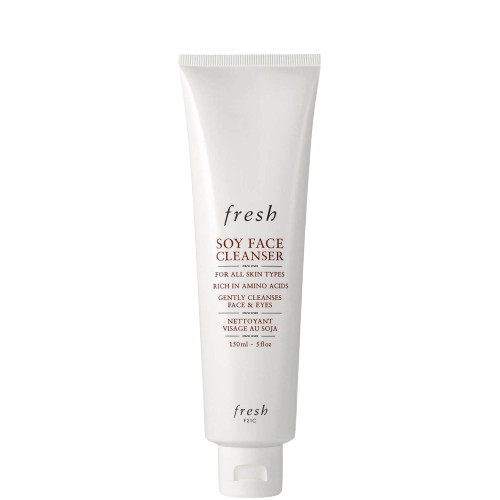 fresh
SOY FACE
CLEANSER
FOR ALL SKIN TYPES
RICH IN AMINO ACIDS
GENTLY CLEANSES
FACE & EYES
NETTOYANT
VISAGE AU SOJA
150ml - 5 fl oz
fresh
F21C